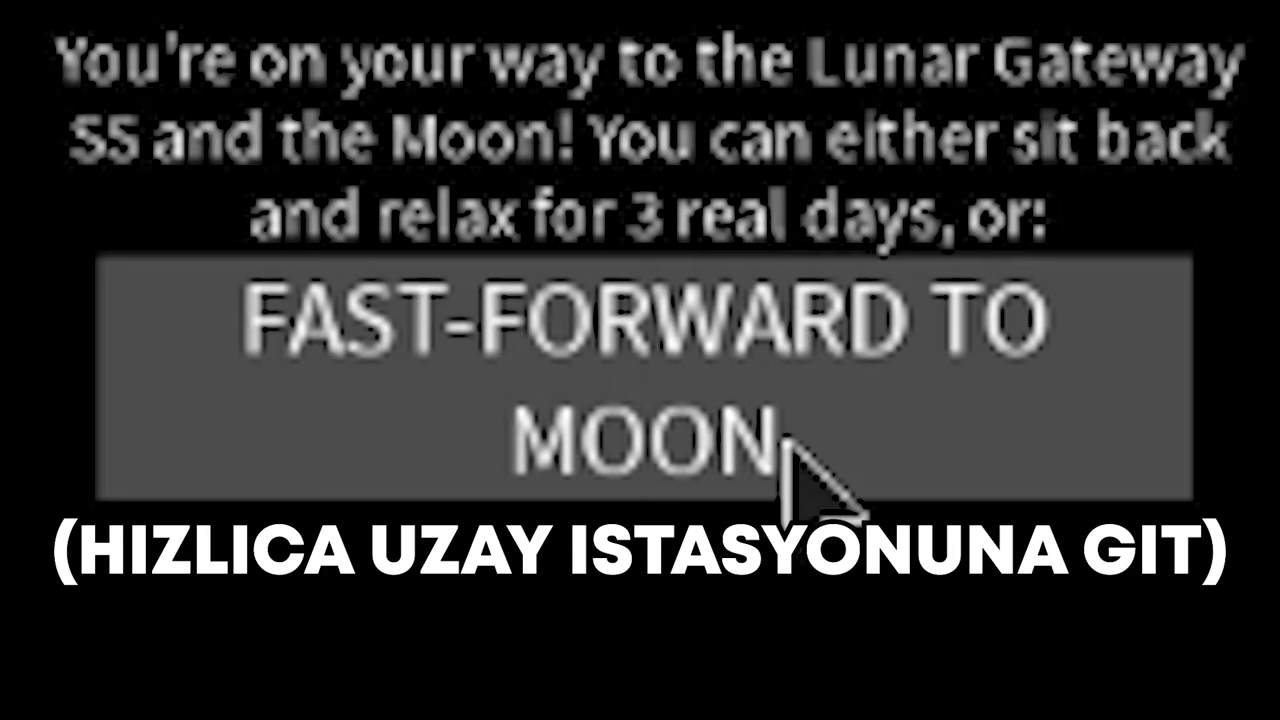 You're on your way to the Lunar Gateway
SS and the Moon! You can either sit back
and relax for 3 real days, or:
FAST-FORWARD TO
MOON
(HIZLICA UZAY ISTASYONUNA GIT)